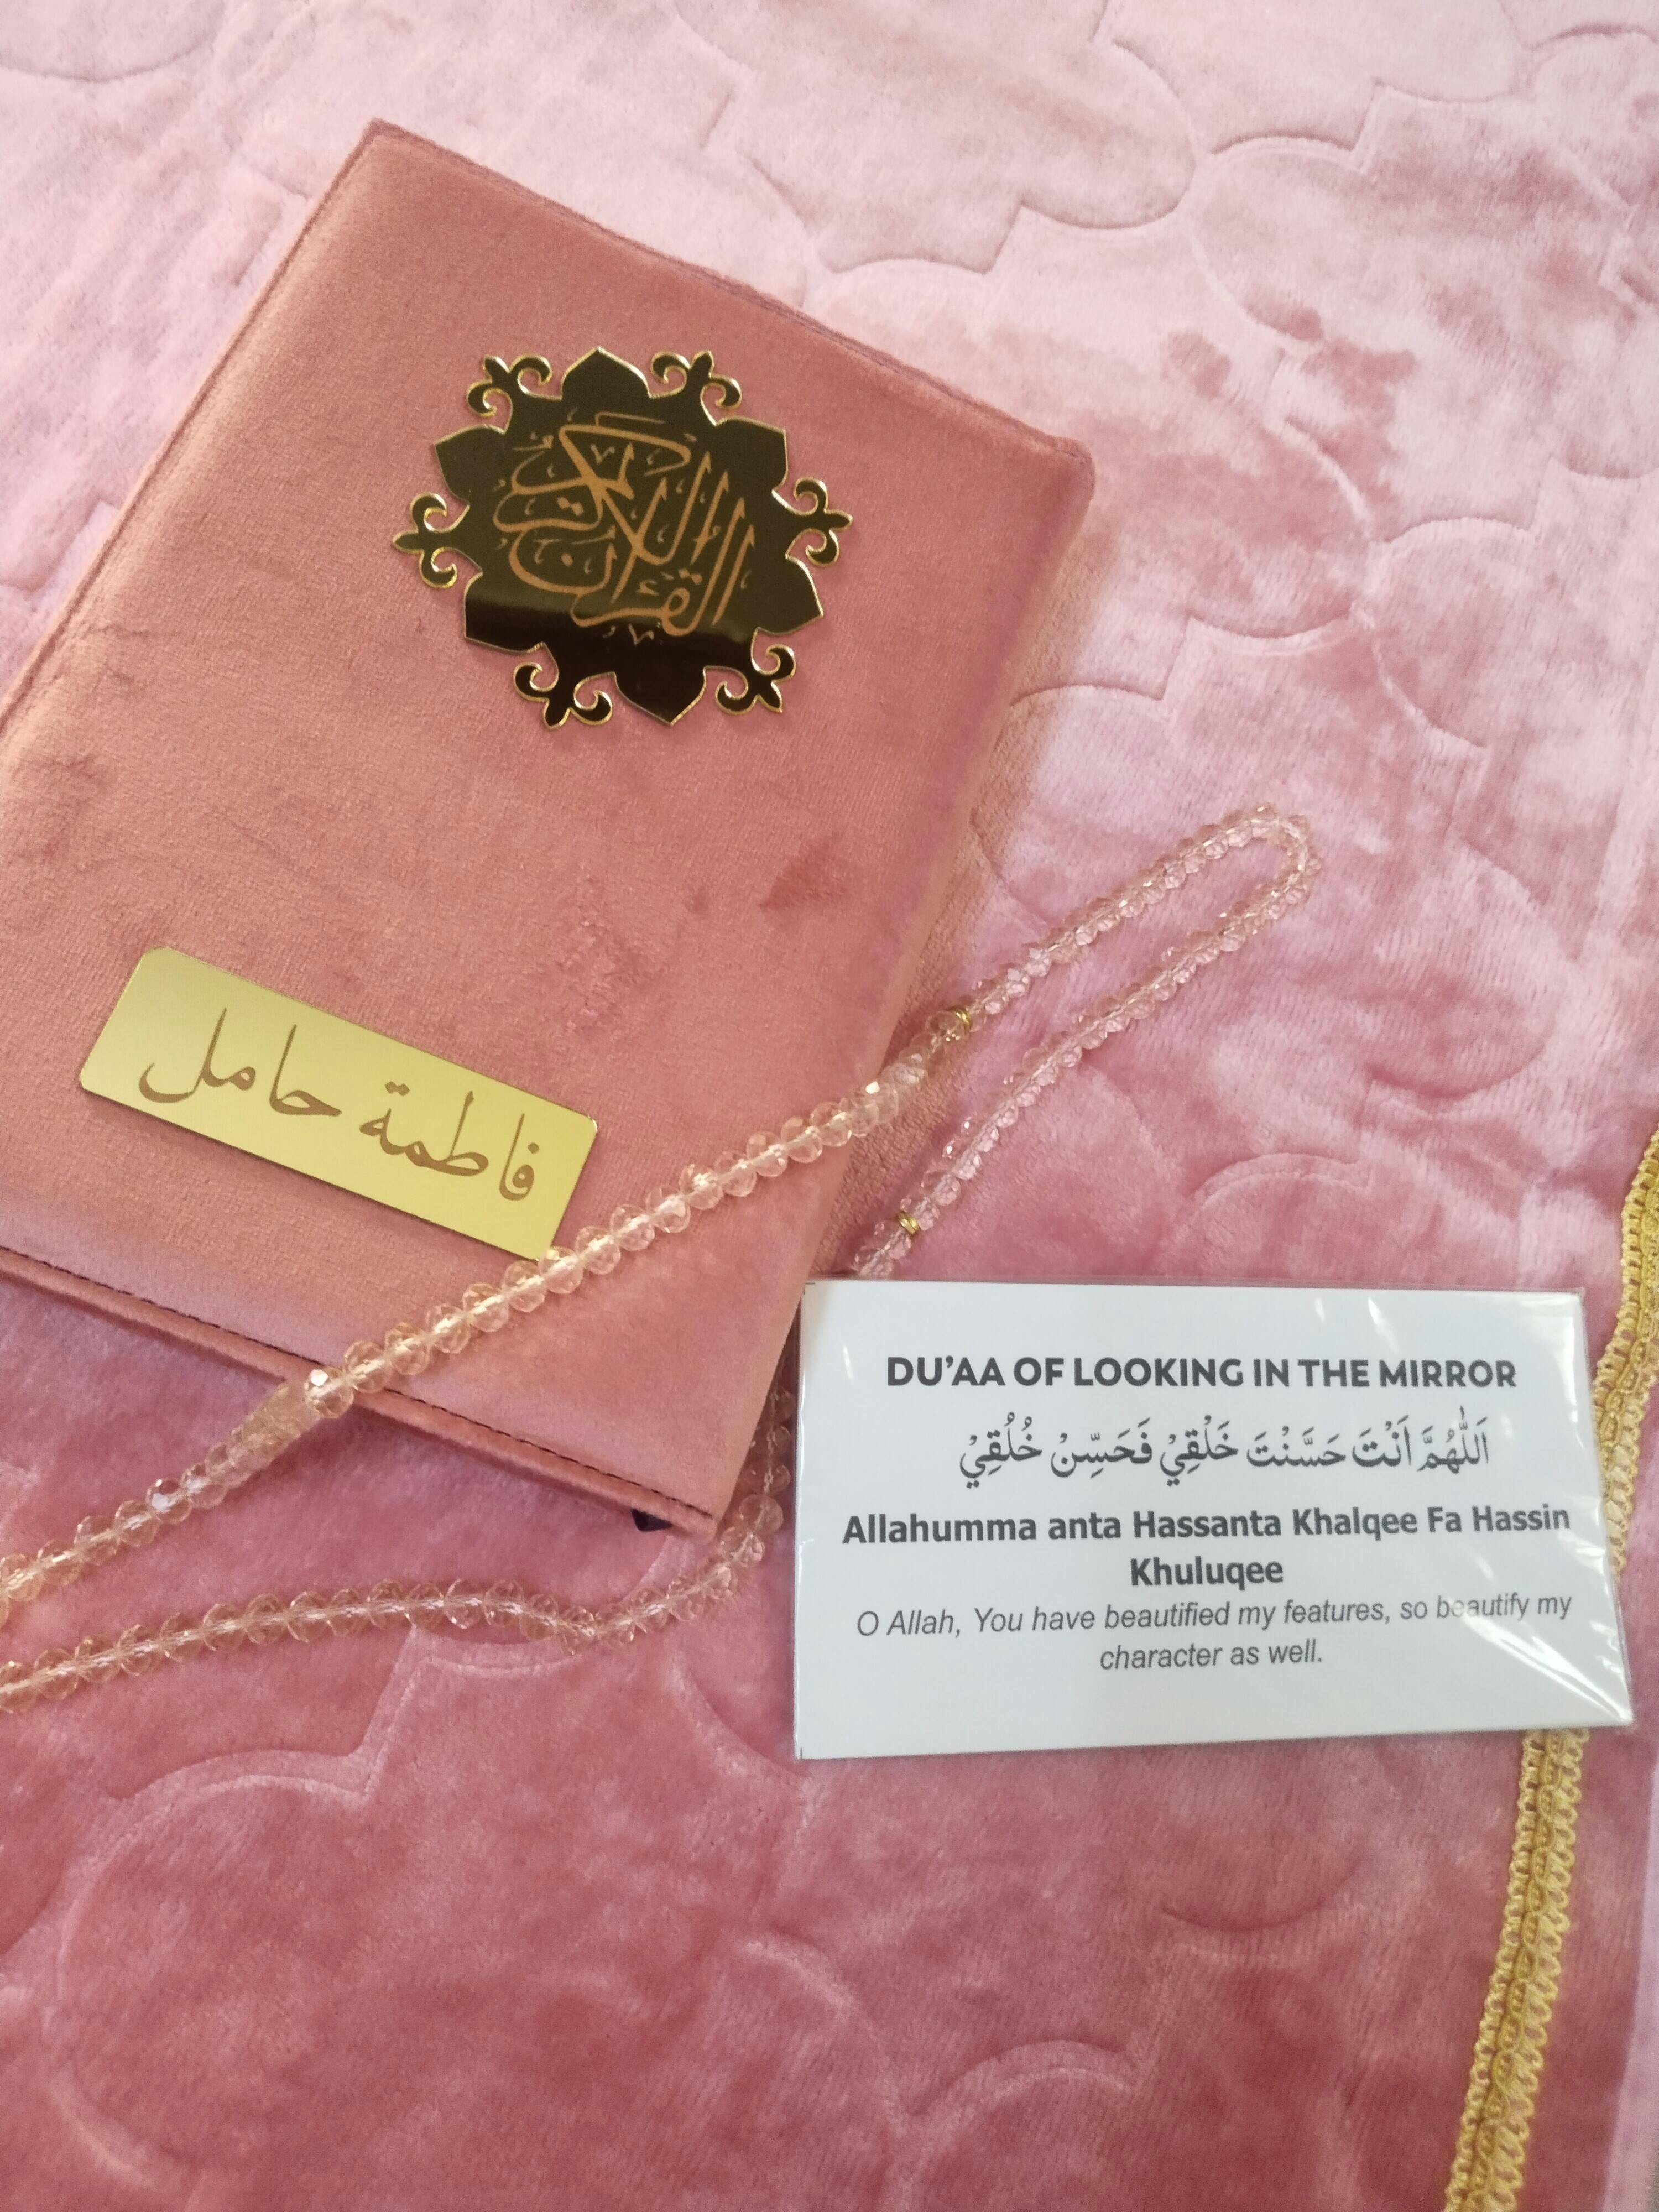 القرآن الكريم
فاطمة حامل
DU'AA OF LOOKING IN THE MIRROR
اَللّٰهُمَّ اَنْتَ حَسَّنْتَ خَلْقِيْ فَحَسِّنْ خُلُقِيْ
Allahumma anta Hassanta Khalqee Fa Hassin
Khuluqee
O Allah, You have beautified my features, so beautify my
character as well.